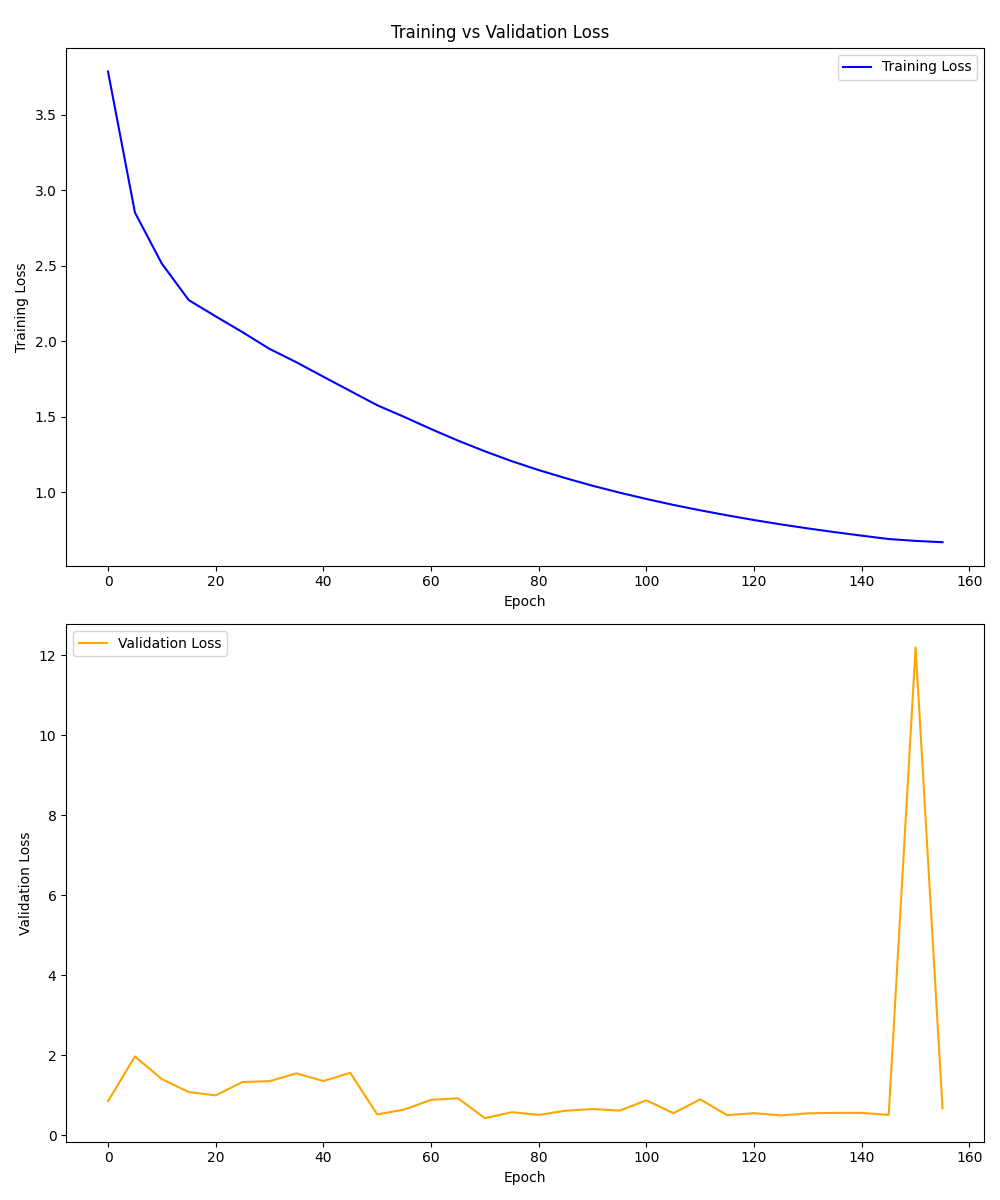 Training vs Validation Loss
Training Loss
3.5
3.0
2.5
2.0
1.5
1.0
Training Loss
0 20 40 60 80 100 120 140 160
Epoch
Validation Loss
12
10
8
6
4
2
0
Validation Loss
0 20 40 60 80 100 120 140 160
Epoch